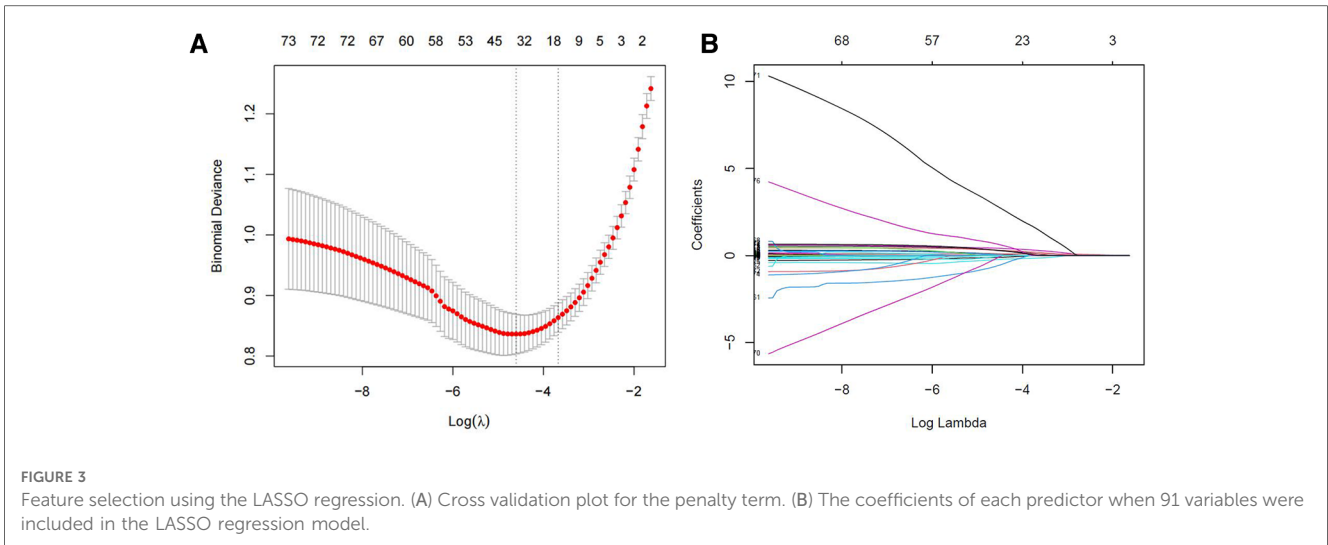 A
73 72 72 67 60 58 53 45 32 18 9 5 3 2
Binomial Deviance
1.2
1.1
1.0
0.9
0.8
−8 −6 −4 −2
Log(λ)
B
68 57 23 3
Coefficients
10
5
0
−5
71
76
31
70
−8 −6 −4 −2
Log Lambda
FIGURE 3
Feature selection using the LASSO regression. (A) Cross validation plot for the penalty term. (B) The coefficients of each predictor when 91 variables were
included in the LASSO regression model.